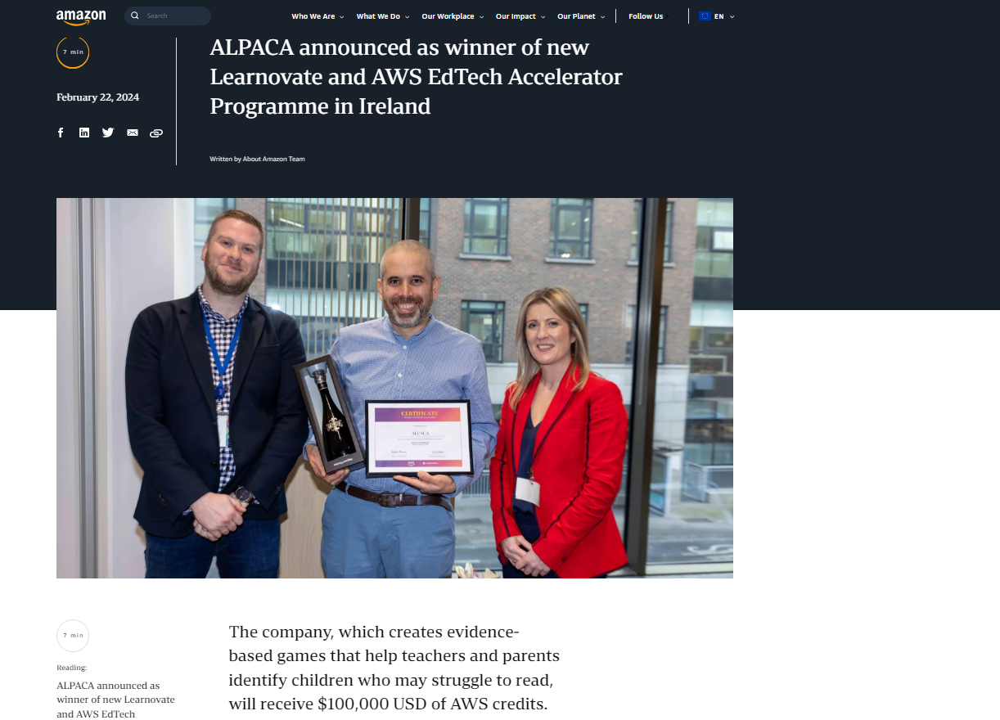 amazon
Search
Who We Are
What We Do
Our Workplace
Our Impact
Our Planet
Follow Us
EN
7 min
February 22, 2024
ALPACA announced as winner of new
Learnovate and AWS EdTech Accelerator
Programme in Ireland
Written by About Amazon Team
CERTIFICATE
ALPACA
aws
7 min
Reading:
ALPACA announced as
winner of new Learnovate
and AWS EdTech
The company, which creates evidence-
based games that help teachers and parents
identify children who may struggle to read,
will receive $100,000 USD of AWS credits.